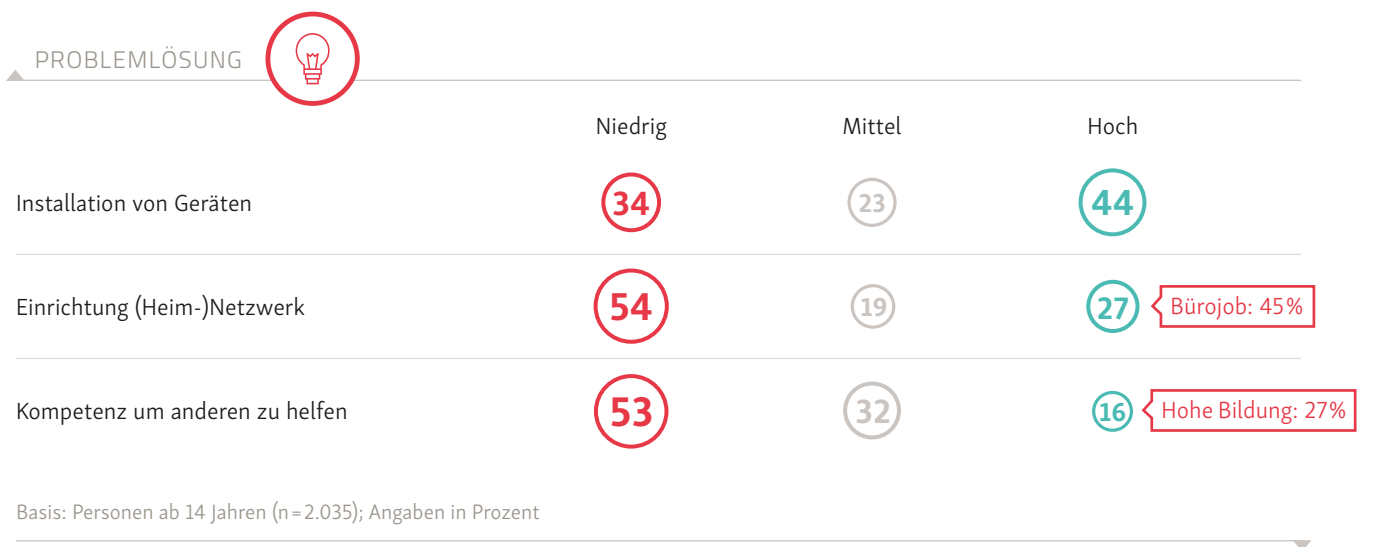 PROBLEMLÖSUNG
Niedrig Mittel Hoch
Installation von Geräten 34 23 44
Einrichtung (Heim-)Netzwerk 54 19 27 Bürojob: 45%
Kompetenz um anderen zu helfen 53 32 16 Hohe Bildung: 27%
Basis: Personen ab 14 Jahren (n=2.035); Angaben in Prozent